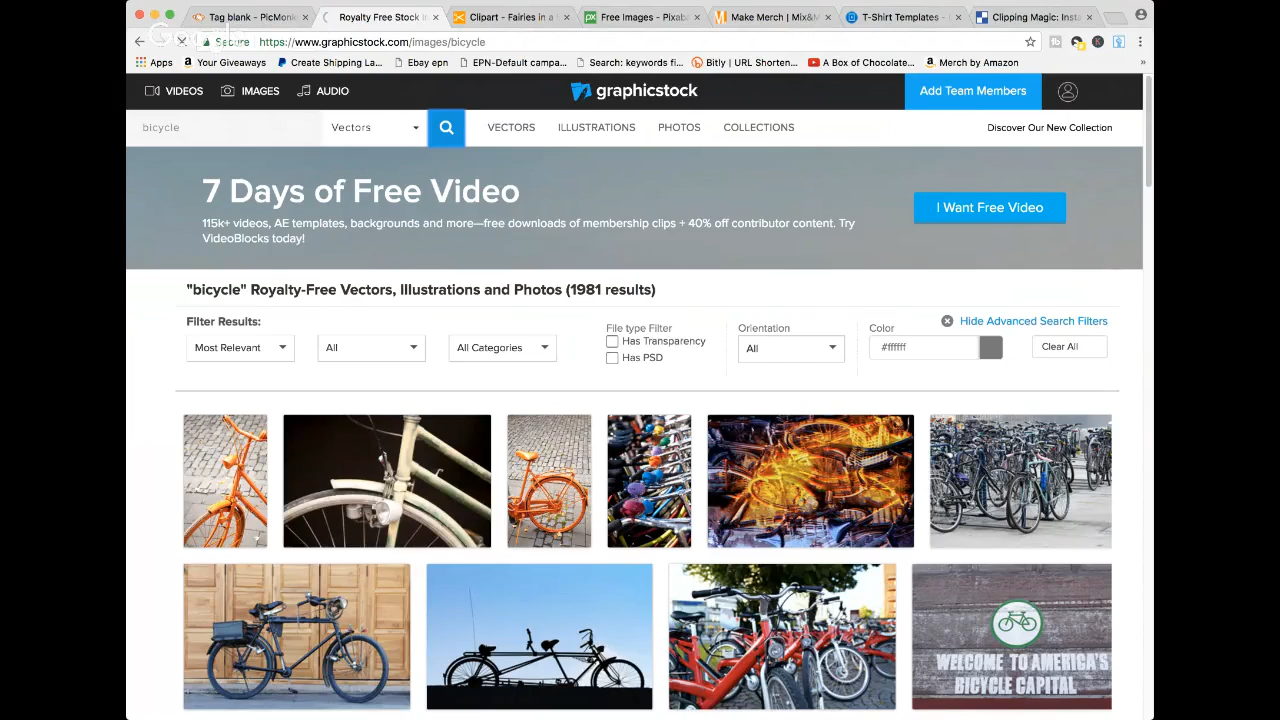 Tag blank - PicMonk
Royalty Free Stock I
Clipart - Fairies in a
Free Images - Pixab
Make Merch | Mix&M
T-Shirt Templates -
Clipping Magic: Inst
Google
Secure https://www.graphicstock.com/images/bicycle
Apps
Your Giveaways
Create Shipping La...
Ebay epn
EPN-Default campa...
Search: keywords fi...
Bitly | URL Shorten...
A Box of Chocolate...
Merch by Amazon
»
VIDEOS
IMAGES
AUDIO
graphicstock
Add Team Members
bicycle
Vectors
VECTORS
ILLUSTRATIONS
PHOTOS
COLLECTIONS
Discover Our New Collection
7 Days of Free Video
115k+ videos, AE templates, backgrounds and more—free downloads of membership clips + 40% off contributor content. Try
VideoBlocks today!
I Want Free Video
"bicycle" Royalty-Free Vectors, Illustrations and Photos (1981 results)
Filter Results:
Most Relevant
All
All Categories
File type Filter
Has Transparency
Has PSD
Orientation
All
Color
#ffffff
Hide Advanced Search Filters
Clear All
WELCOME TO AMERICA'S
BICYCLE CAPITAL